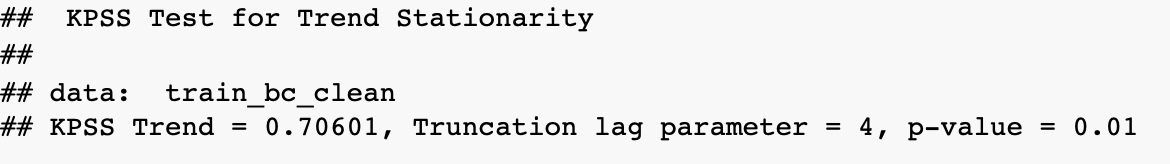 ##  KPSS Test for Trend Stationarity
##
## data:  train_bc_clean
## KPSS Trend = 0.70601, Truncation lag parameter = 4, p-value = 0.01